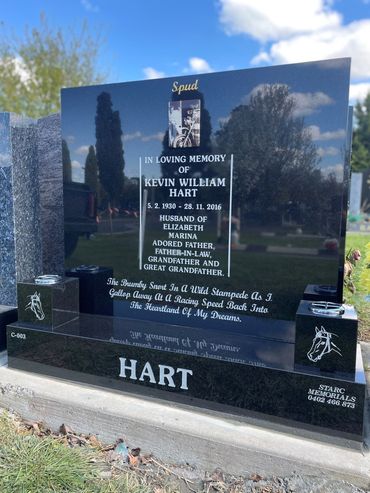 Spud
IN LOVING MEMORY
OF
KEVIN WILLIAM
HART
5. 2. 1930 - 28. 11. 2016
HUSBAND OF
ELIZABETH
MARINA
ADORED FATHER,
FATHER-IN-LAW,
GRANDFATHER AND
GREAT GRANDFATHER.
The Brumby Snort In A Wild Stampede As I
Gallop Away At A Racing Speed Back Into
The Heartland Of My Dreams.
C-003
HART
STARC
MEMORIALS
0402 466 873